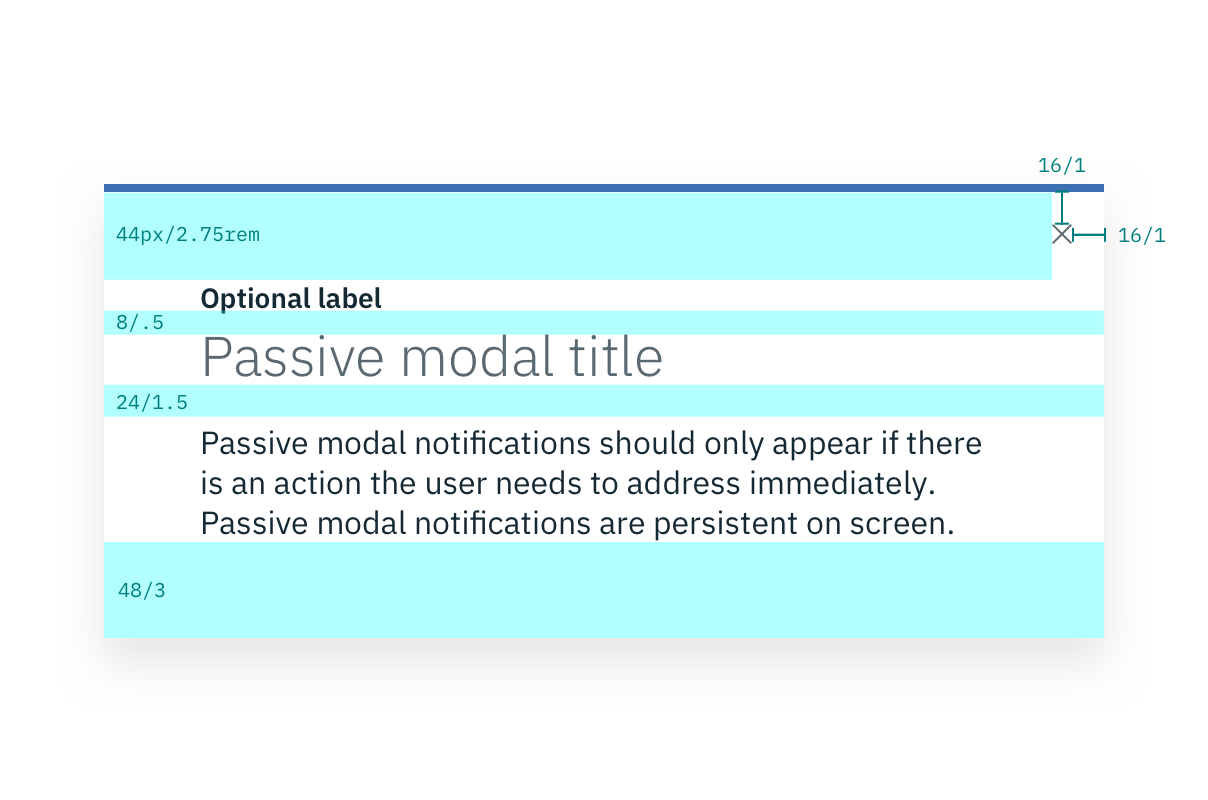 16/1
44px/2.75rem
16/1
Optional label
8/.5
Passive modal title
24/1.5
Passive modal notifications should only appear if there
is an action the user needs to address immediately.
Passive modal notifications are persistent on screen.
48/3